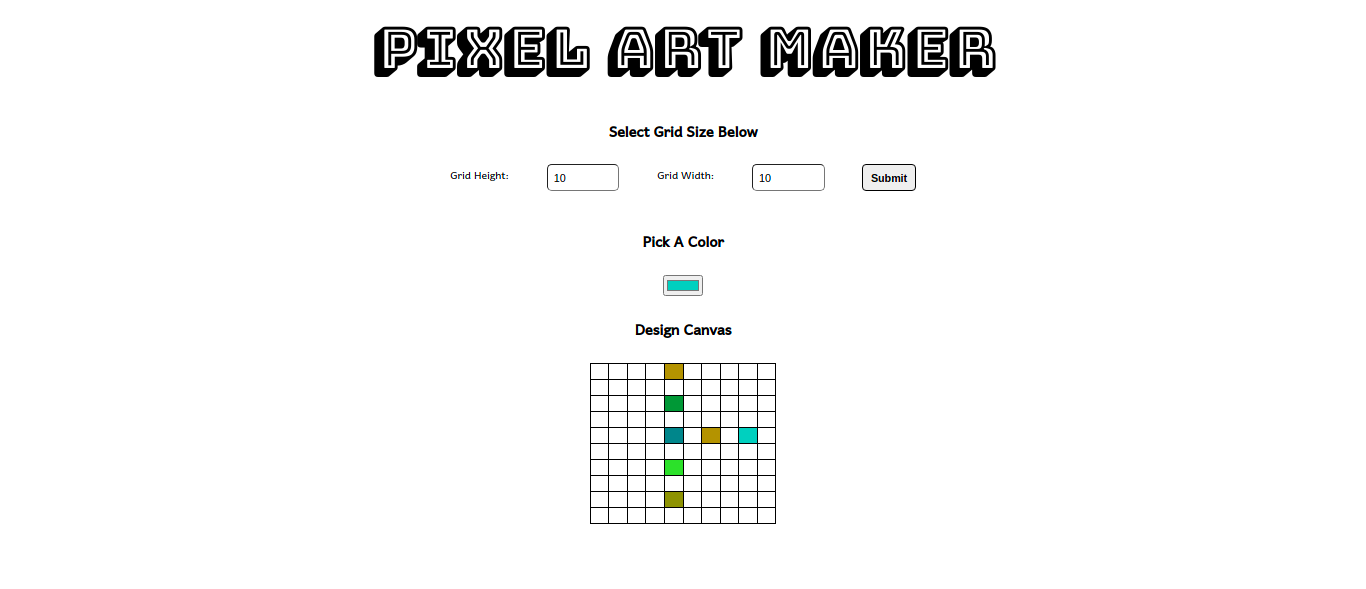 PIXEL ART MAKER
Select Grid Size Below
Grid Height: 10 Grid Width: 10 Submit
Pick A Color
Design Canvas